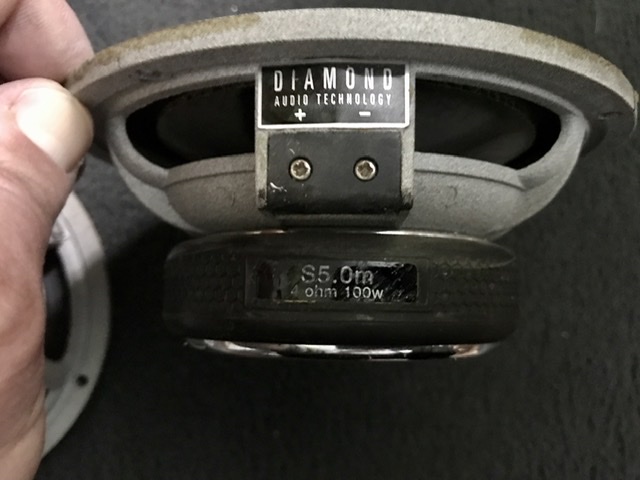 DIAMOND
AUDIO TECHNOLOGY
+ -
S5.0m
4 ohm 100w